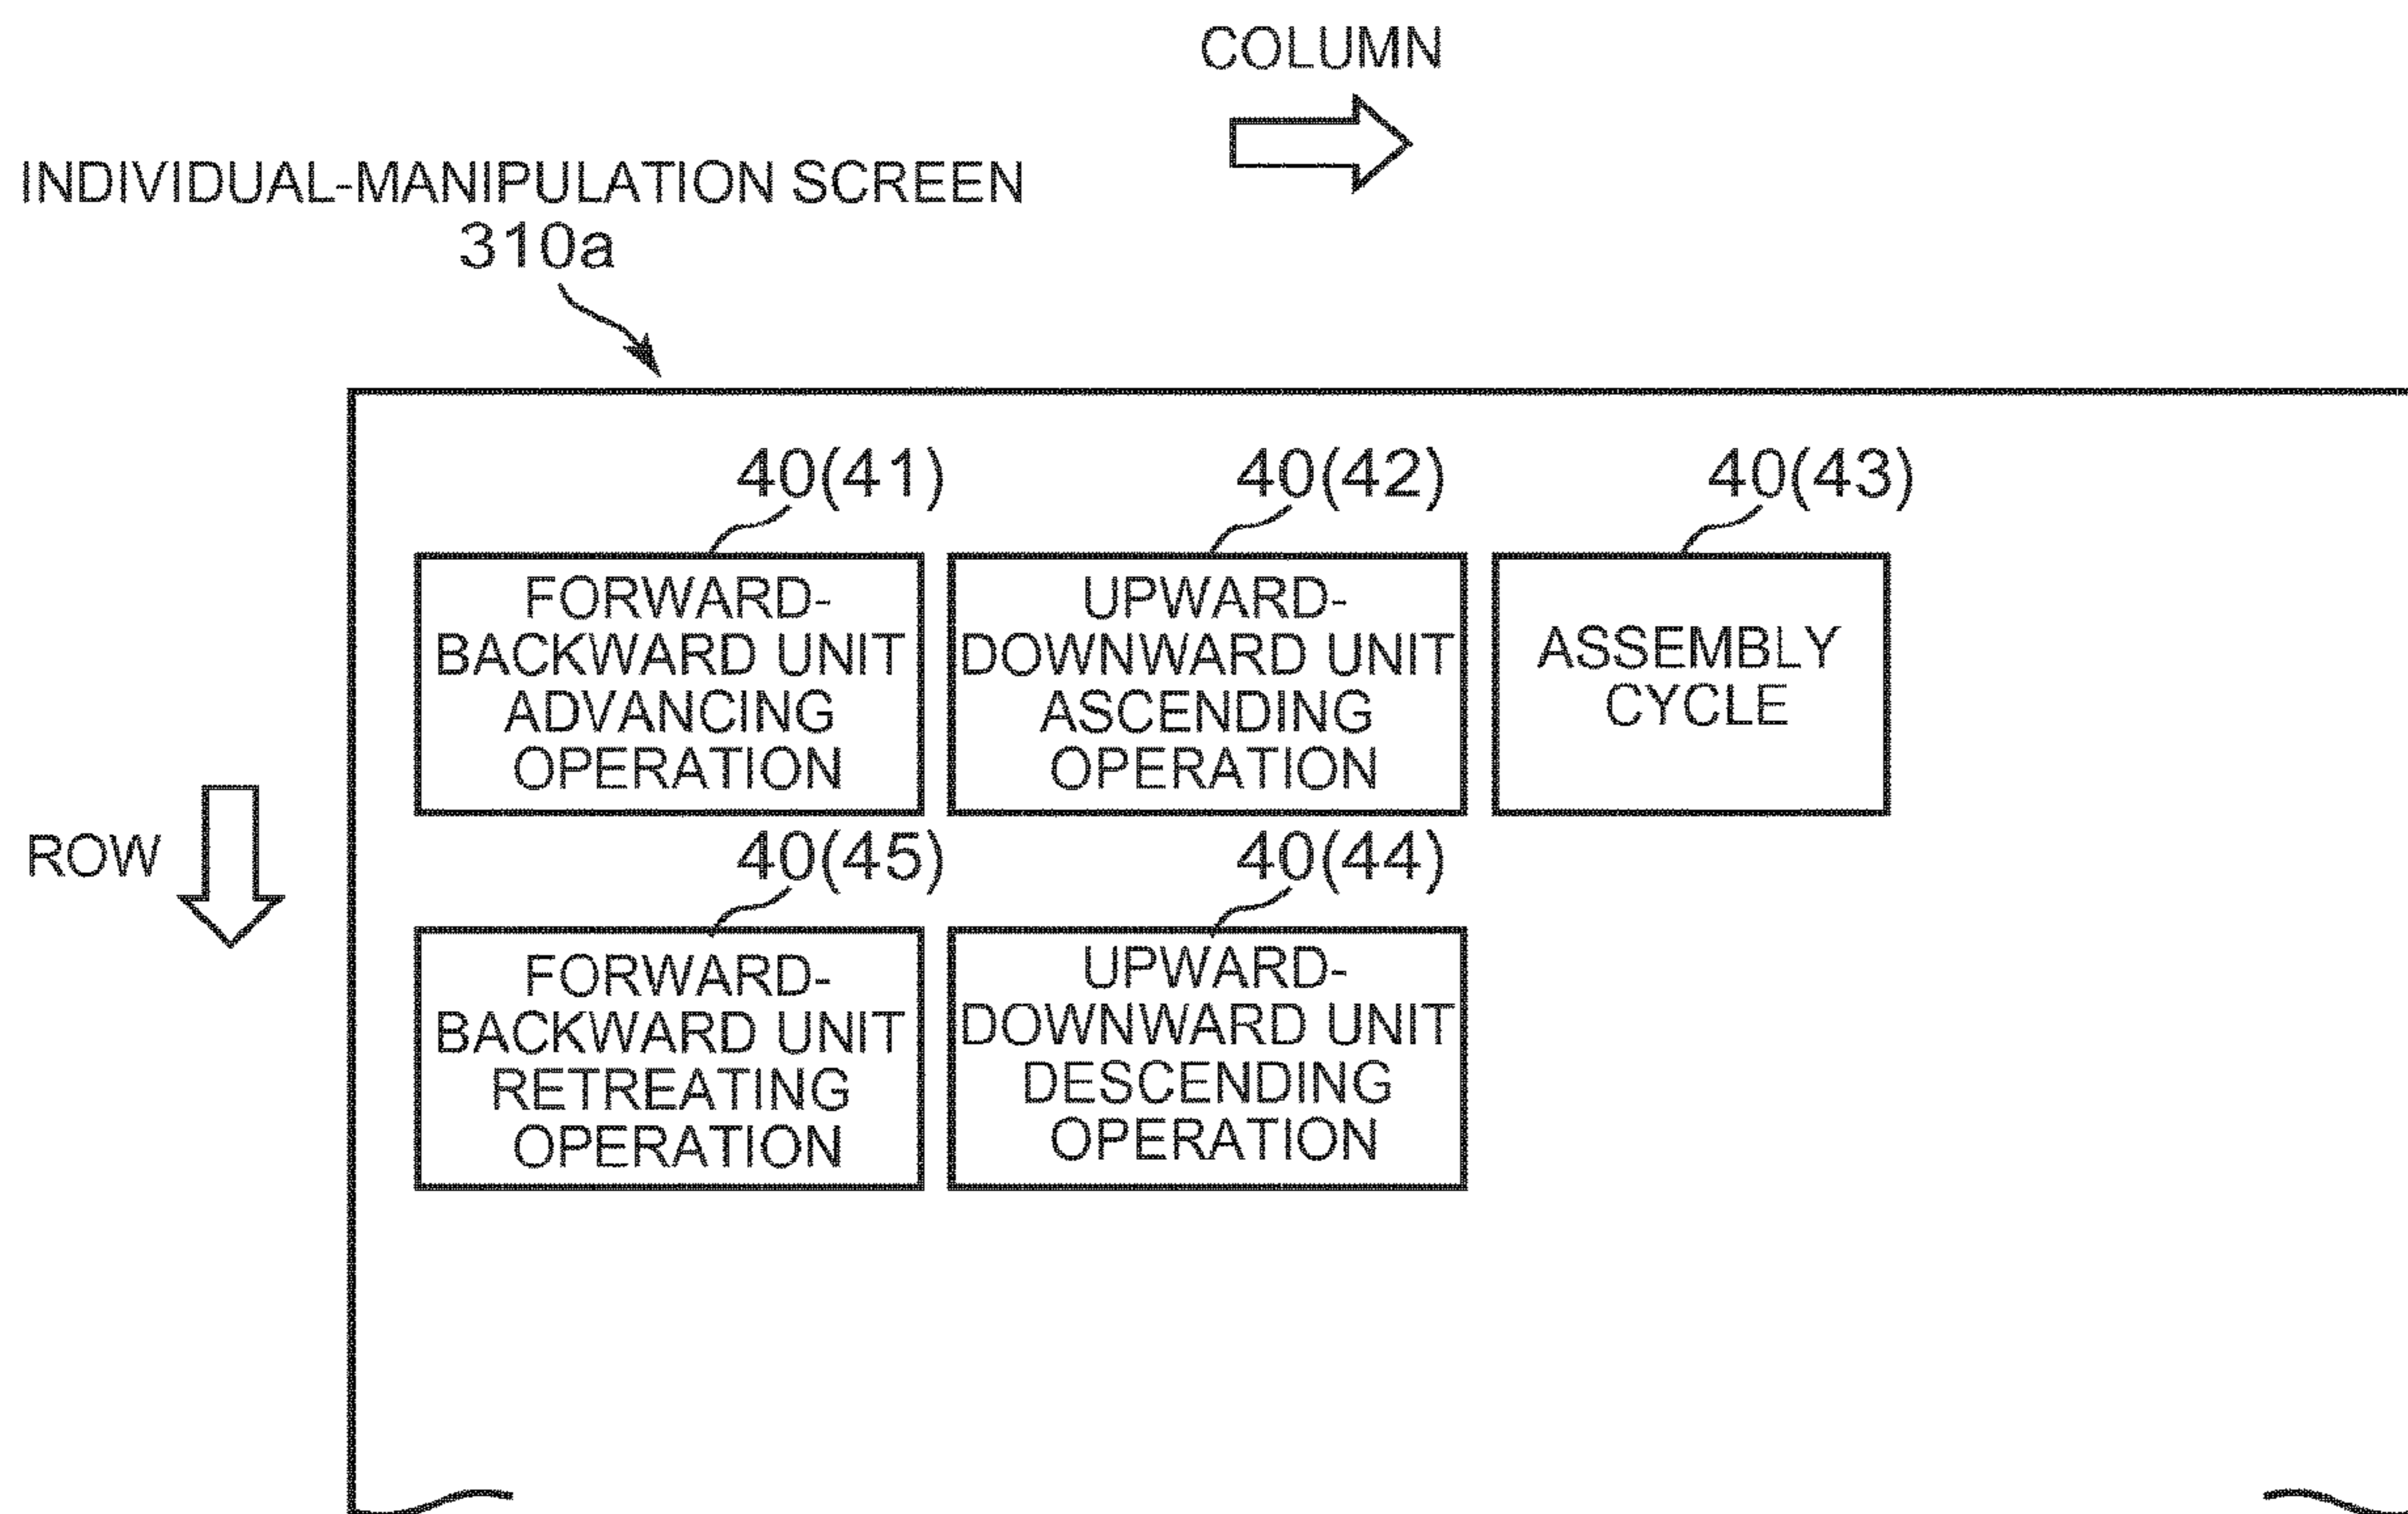 COLUMN
INDIVIDUAL-MANIPULATION SCREEN
310a
40(41)
40(42)
40(43)
FORWARD-
BACKWARD UNIT
ADVANCING
OPERATION
UPWARD-
DOWNWARD UNIT
ASCENDING
OPERATION
ASSEMBLY
CYCLE
ROW
40(45)
40(44)
FORWARD-
BACKWARD UNIT
RETREATING
OPERATION
UPWARD-
DOWNWARD UNIT
DESCENDING
OPERATION